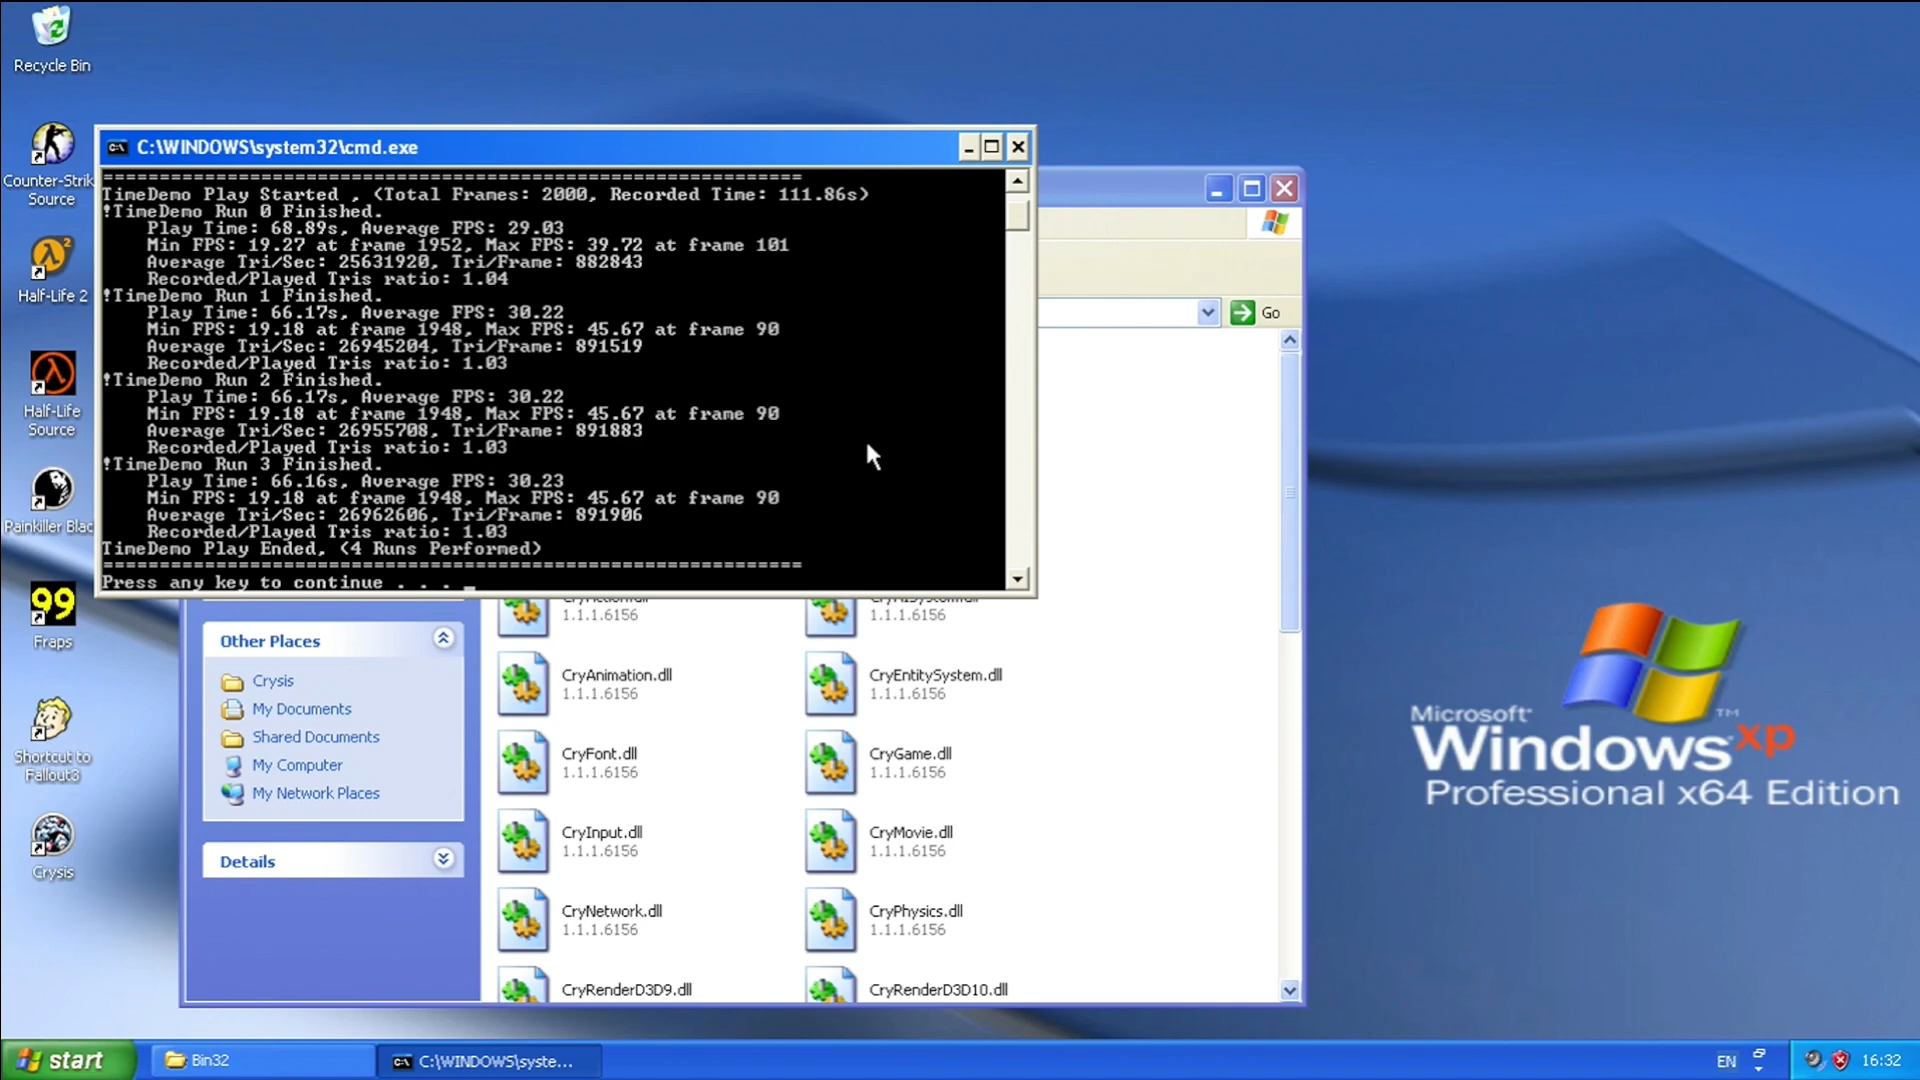 Recycle Bin
Counter-Strik
Source
Half-Life 2
Half-Life
Source
Painkiller Blac
99
Fraps
Shortcut to
Fallout3
Crysis
C:\WINDOWS\system32\cmd.exe
==============================================================
TimeDemo Play Started , (Total Frames: 2000, Recorded Time: 111.86s)
!TimeDemo Run 0 Finished.
    Play Time: 68.89s, Average FPS: 29.03
    Min FPS: 19.27 at frame 1952, Max FPS: 39.72 at frame 101
    Average Tri/Sec: 25631920, Tri/Frame: 882843
    Recorded/Played Tris ratio: 1.04
!TimeDemo Run 1 Finished.
    Play Time: 66.17s, Average FPS: 30.22
    Min FPS: 19.18 at frame 1948, Max FPS: 45.67 at frame 90
    Average Tri/Sec: 26945204, Tri/Frame: 891519
    Recorded/Played Tris ratio: 1.03
!TimeDemo Run 2 Finished.
    Play Time: 66.17s, Average FPS: 30.22
    Min FPS: 19.18 at frame 1948, Max FPS: 45.67 at frame 90
    Average Tri/Sec: 26955708, Tri/Frame: 891883
    Recorded/Played Tris ratio: 1.03
!TimeDemo Run 3 Finished.
    Play Time: 66.16s, Average FPS: 30.23
    Min FPS: 19.18 at frame 1948, Max FPS: 45.67 at frame 90
    Average Tri/Sec: 26962606, Tri/Frame: 891906
    Recorded/Played Tris ratio: 1.03
TimeDemo Play Ended, (4 Runs Performed)
==============================================================
Press any key to continue . . . _
Go
Other Places
Crysis
My Documents
Shared Documents
My Computer
My Network Places
Details
1.1.1.6156
1.1.1.6156
CryAnimation.dll
1.1.1.6156
CryEntitySystem.dll
1.1.1.6156
CryFont.dll
1.1.1.6156
CryGame.dll
1.1.1.6156
CryInput.dll
1.1.1.6156
CryMovie.dll
1.1.1.6156
CryNetwork.dll
1.1.1.6156
CryPhysics.dll
1.1.1.6156
CryRenderD3D9.dll
CryRenderD3D10.dll
Microsoft®
Windows xp ™
Professional x64 Edition
start
Bin32
C:\WINDOWS\syste...
EN
16:32